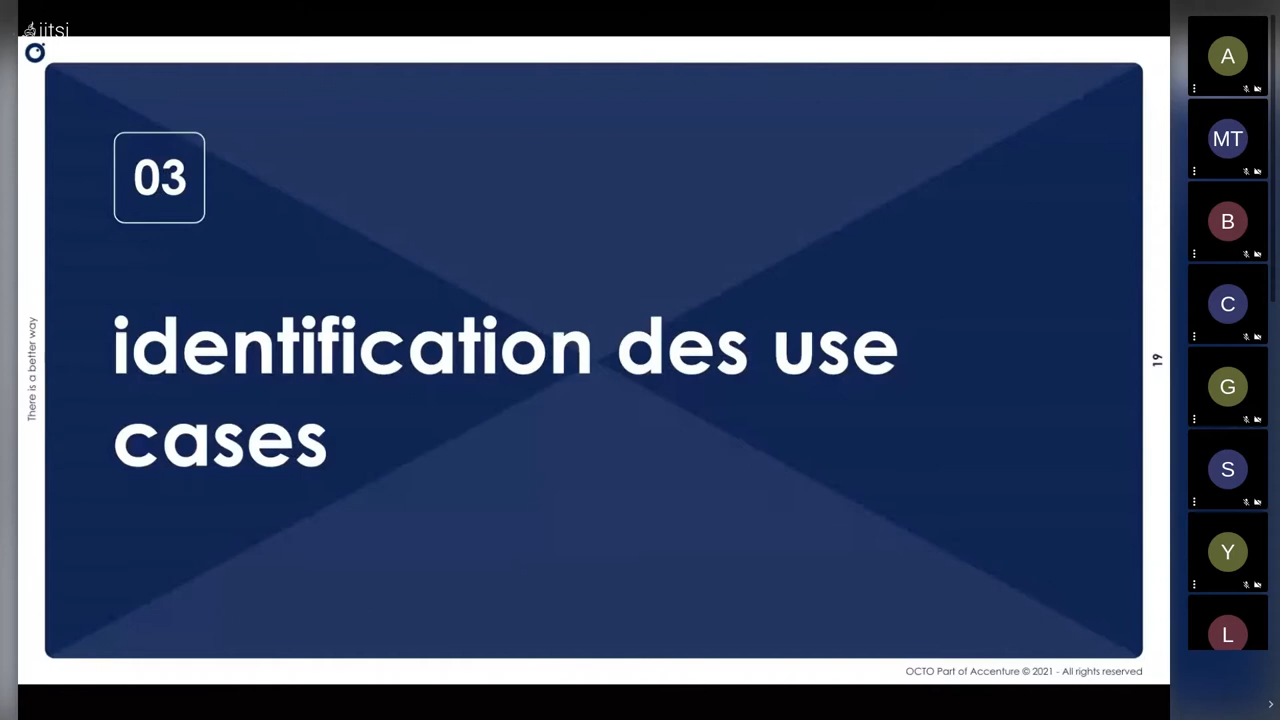 jitsi
03
identification des use
cases
There is a better way
19
OCTO Part of Accenture © 2021 - All rights reserved
A
MT
B
C
G
S
Y
L